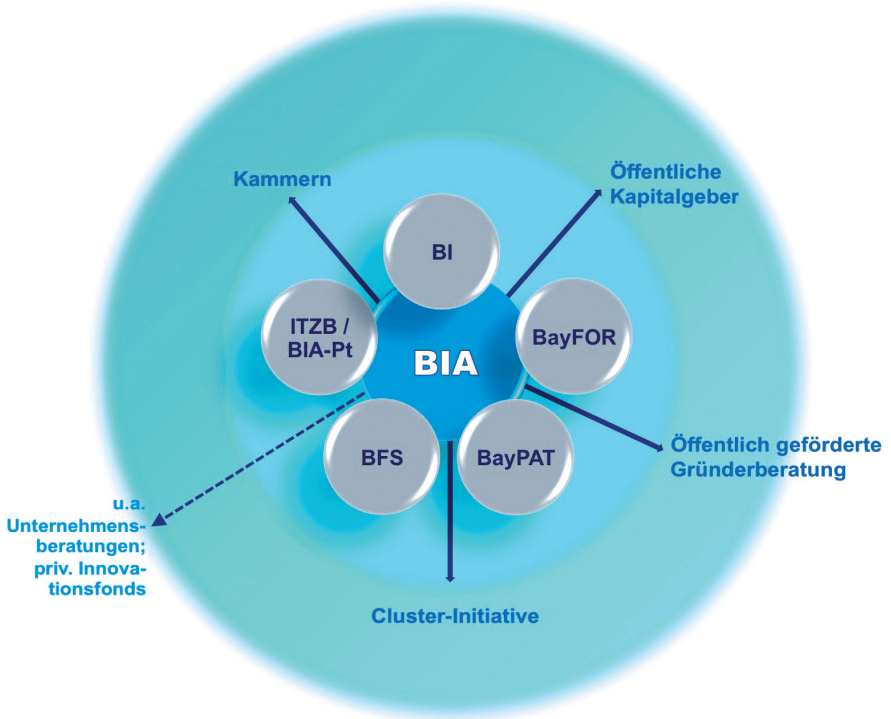 Kammern
Öffentliche
Kapitalgeber
BI
ITZB /
BIA-Pt
BayFOR
BIA
BFS
BayPAT
Öffentlich geförderte
Gründerberatung
u.a.
Unternehmens-
beratungen;
priv. Innova-
tionsfonds
Cluster-Initiative